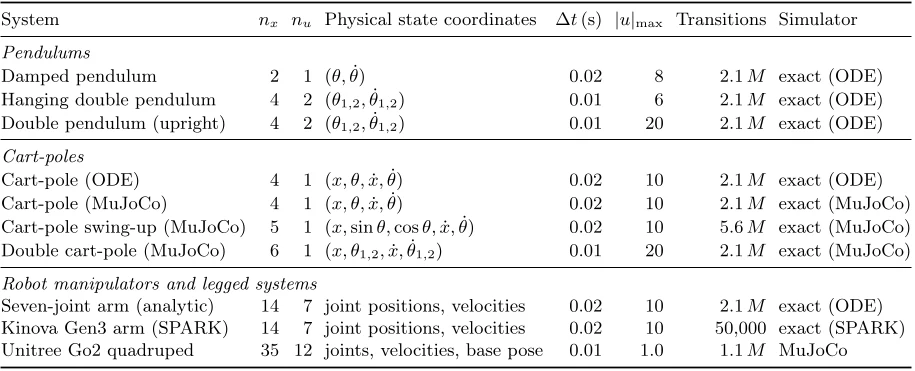 System n_x n_u Physical state coordinates Δt (s) |u|_max Transitions Simulator
Pendulums
Damped pendulum 2 1 (θ, θ̇) 0.02 8 2.1 M exact (ODE)
Hanging double pendulum 4 2 (θ_{1,2}, θ̇_{1,2}) 0.01 6 2.1 M exact (ODE)
Double pendulum (upright) 4 2 (θ_{1,2}, θ̇_{1,2}) 0.01 20 2.1 M exact (ODE)
Cart-poles
Cart-pole (ODE) 4 1 (x, θ, ẋ, θ̇) 0.02 10 2.1 M exact (ODE)
Cart-pole (MuJoCo) 4 1 (x, θ, ẋ, θ̇) 0.02 10 2.1 M exact (MuJoCo)
Cart-pole swing-up (MuJoCo) 5 1 (x, sin θ, cos θ, ẋ, θ̇) 0.02 10 5.6 M exact (MuJoCo)
Double cart-pole (MuJoCo) 6 1 (x, θ_{1,2}, ẋ, θ̇_{1,2}) 0.01 20 2.1 M exact (MuJoCo)
Robot manipulators and legged systems
Seven-joint arm (analytic) 14 7 joint positions, velocities 0.02 10 2.1 M exact (ODE)
Kinova Gen3 arm (SPARK) 14 7 joint positions, velocities 0.02 10 50,000 exact (SPARK)
Unitree Go2 quadruped 35 12 joints, velocities, base pose 0.01 1.0 1.1 M MuJoCo